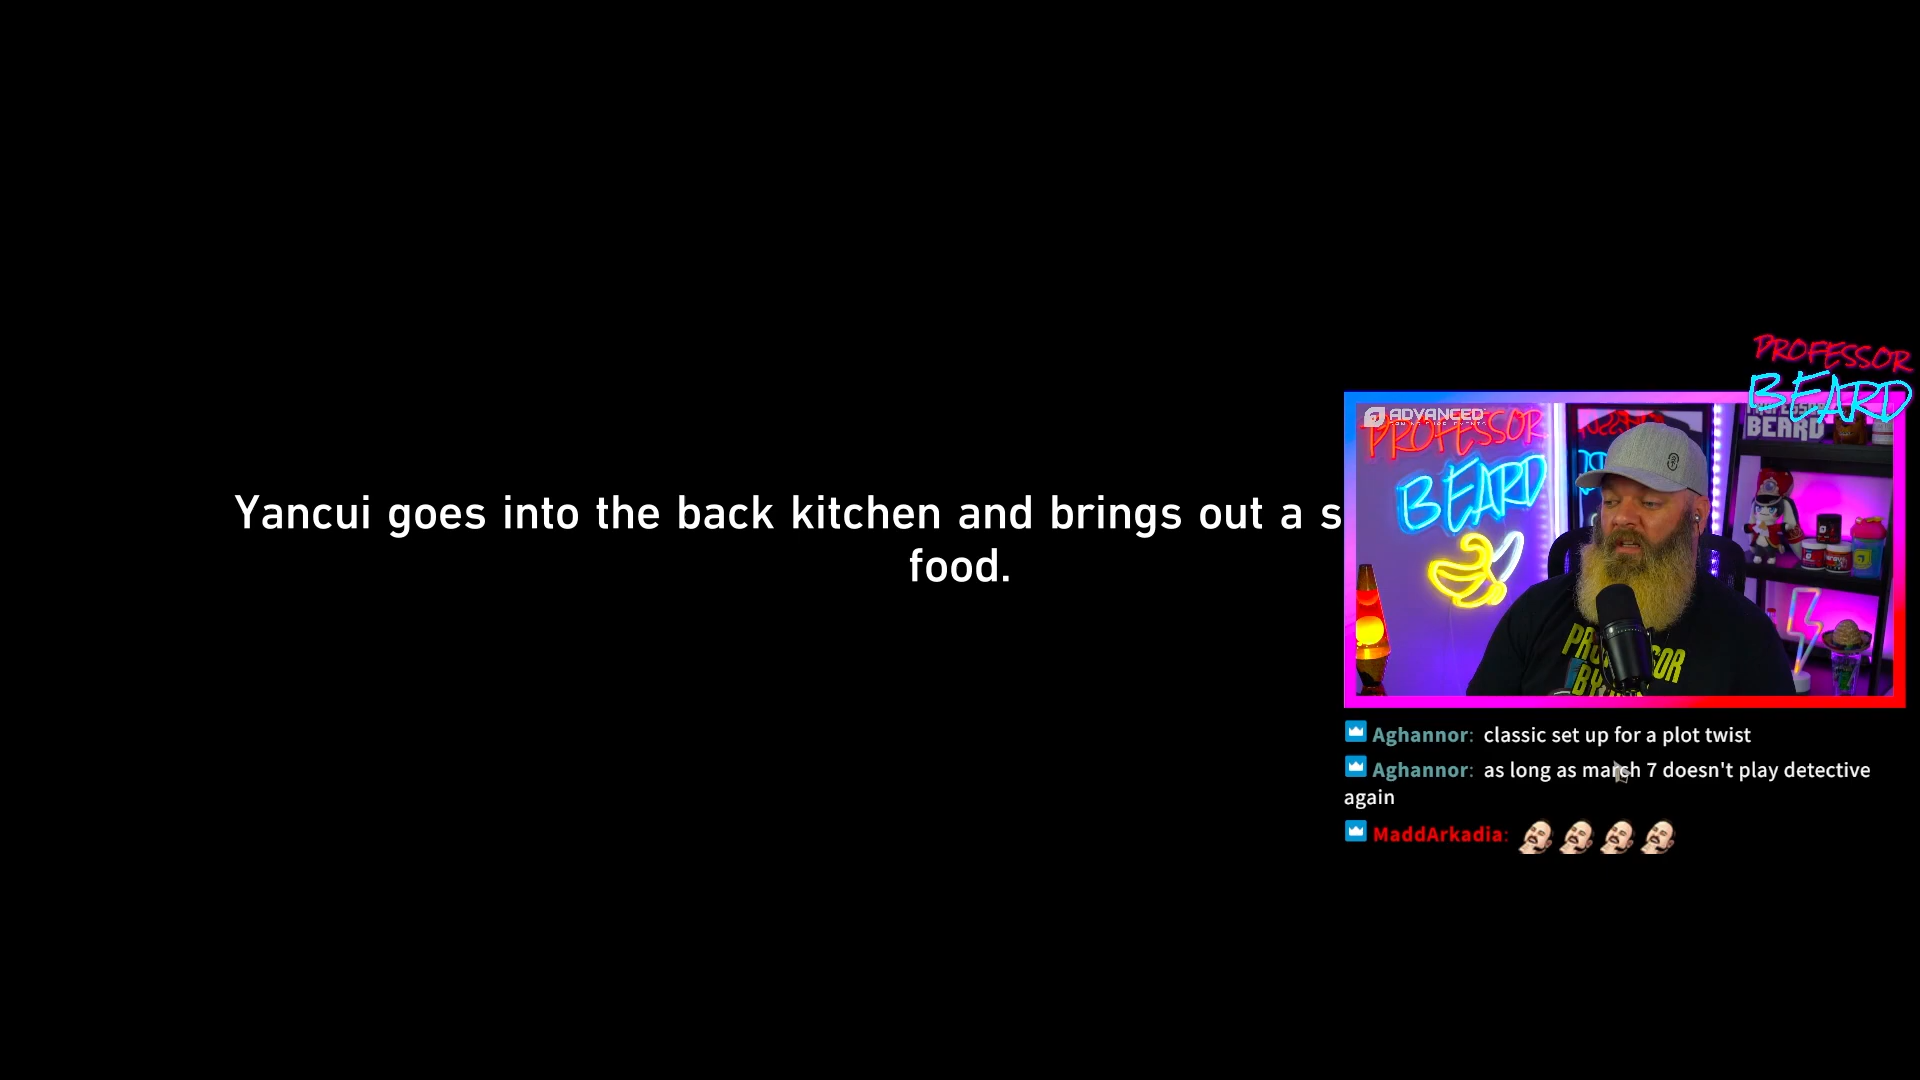 Yancui goes into the back kitchen and brings out a
food.
PROFESSOR
BEARD
ADVANCED
PROFESSOR
BEARD
BEARD
Aghannor: classic set up for a plot twist
Aghannor: as long as march 7 doesn't play detective
again
MaddArkadia: